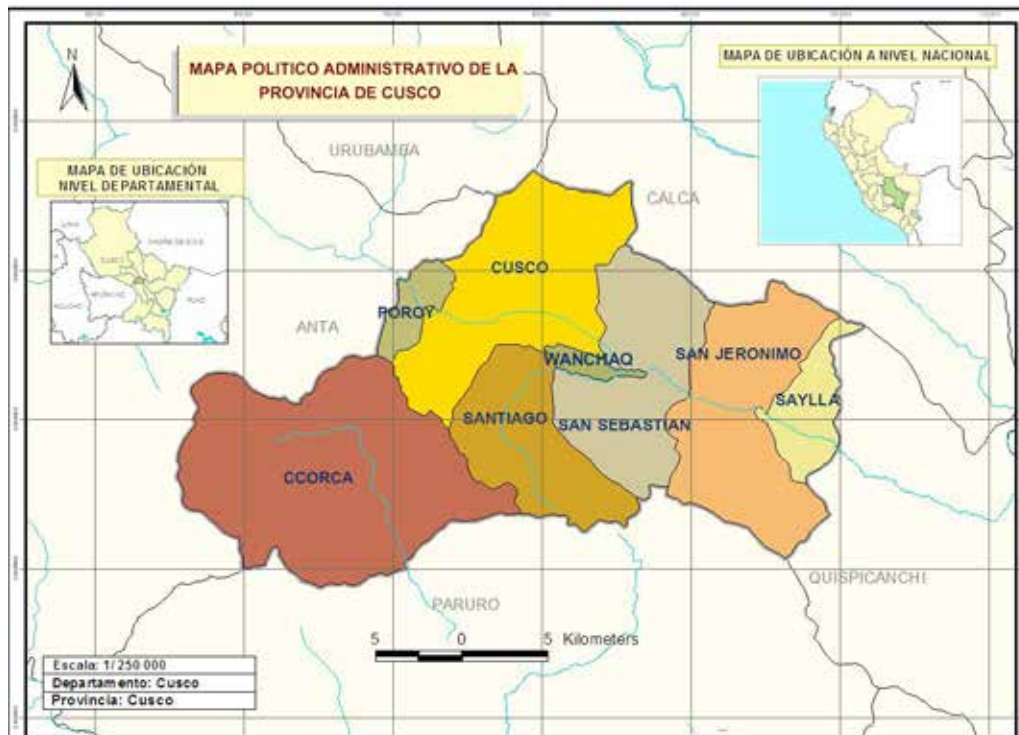 N
MAPA POLITICO ADMINISTRATIVO DE LA
PROVINCIA DE CUSCO
MAPA DE UBICACIÓN A NIVEL NACIONAL
MAPA DE UBICACIÓN
NIVEL DEPARTAMENTAL
CUSCO
PUNO
URUBAMBA
CALCA
ANTA
CUSCO
POROY
WANCHAQ
SAN JERONIMO
SAYLLA
SANTIAGO
SAN SEBASTIAN
CCORCA
QUISPICANCHI
PARURO
5 0 5 Kilometers
Escala: 1/250 000
Departamento: Cusco
Provincia: Cusco